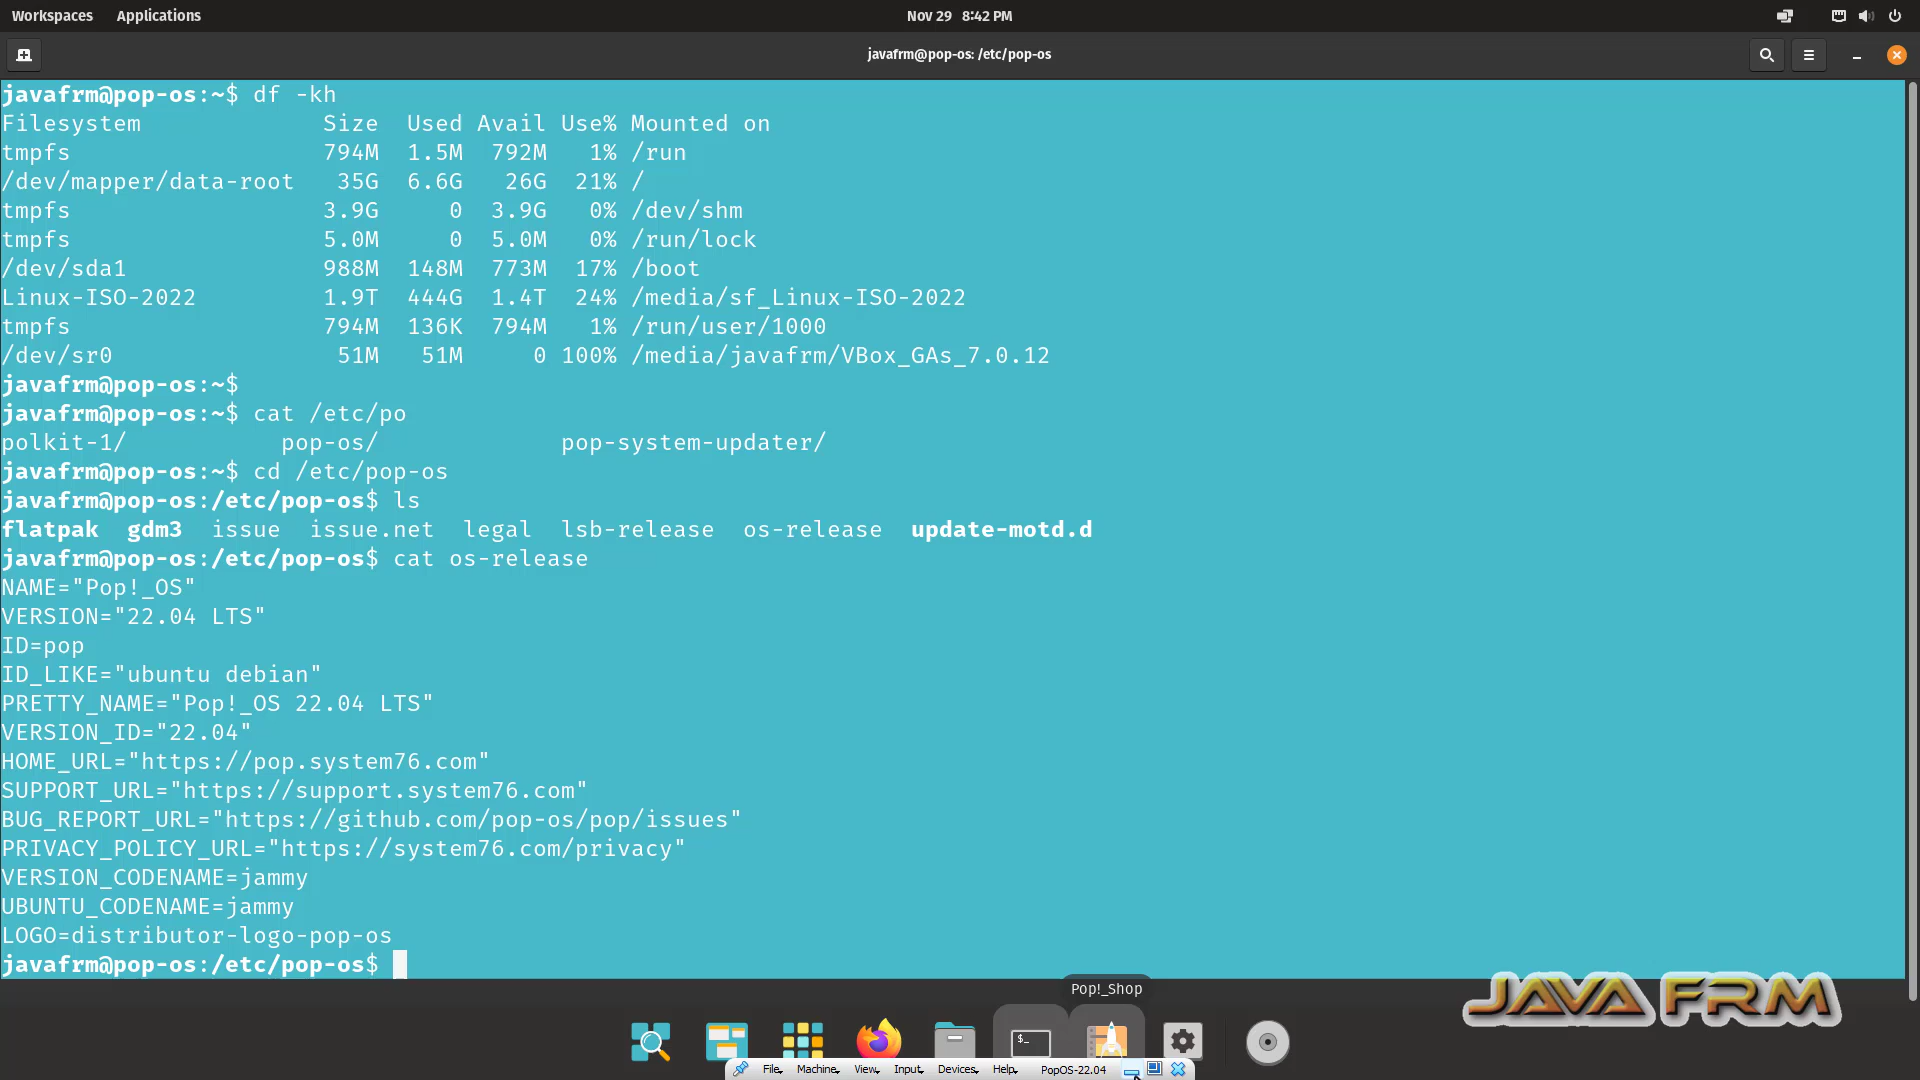 Workspaces Applications Nov 29 8:42 PM
javafrm@pop-os: /etc/pop-os
javafrm@pop-os:~$ df -kh
Filesystem Size Used Avail Use% Mounted on
tmpfs 794M 1.5M 792M 1% /run
/dev/mapper/data-root 35G 6.6G 26G 21% /
tmpfs 3.9G 0 3.9G 0% /dev/shm
tmpfs 5.0M 0 5.0M 0% /run/lock
/dev/sda1 988M 148M 773M 17% /boot
Linux-ISO-2022 1.9T 444G 1.4T 24% /media/sf_Linux-ISO-2022
tmpfs 794M 136K 794M 1% /run/user/1000
/dev/sr0 51M 51M 0 100% /media/javafrm/VBox_GAs_7.0.12
javafrm@pop-os:~$
javafrm@pop-os:~$ cat /etc/po
polkit-1/ pop-os/ pop-system-updater/
javafrm@pop-os:~$ cd /etc/pop-os
javafrm@pop-os:/etc/pop-os$ ls
flatpak gdm3 issue issue.net legal lsb-release os-release update-motd.d
javafrm@pop-os:/etc/pop-os$ cat os-release
NAME="Pop!_OS"
VERSION="22.04 LTS"
ID=pop
ID_LIKE="ubuntu debian"
PRETTY_NAME="Pop!_OS 22.04 LTS"
VERSION_ID="22.04"
HOME_URL="https://pop.system76.com"
SUPPORT_URL="https://support.system76.com"
BUG_REPORT_URL="https://github.com/pop-os/pop/issues"
PRIVACY_POLICY_URL="https://system76.com/privacy"
VERSION_CODENAME=jammy
UBUNTU_CODENAME=jammy
LOGO=distributor-logo-pop-os
javafrm@pop-os:/etc/pop-os$
Pop!_Shop
JAVA FRM
$_
File Machine View Input Devices Help PopOS-22.04